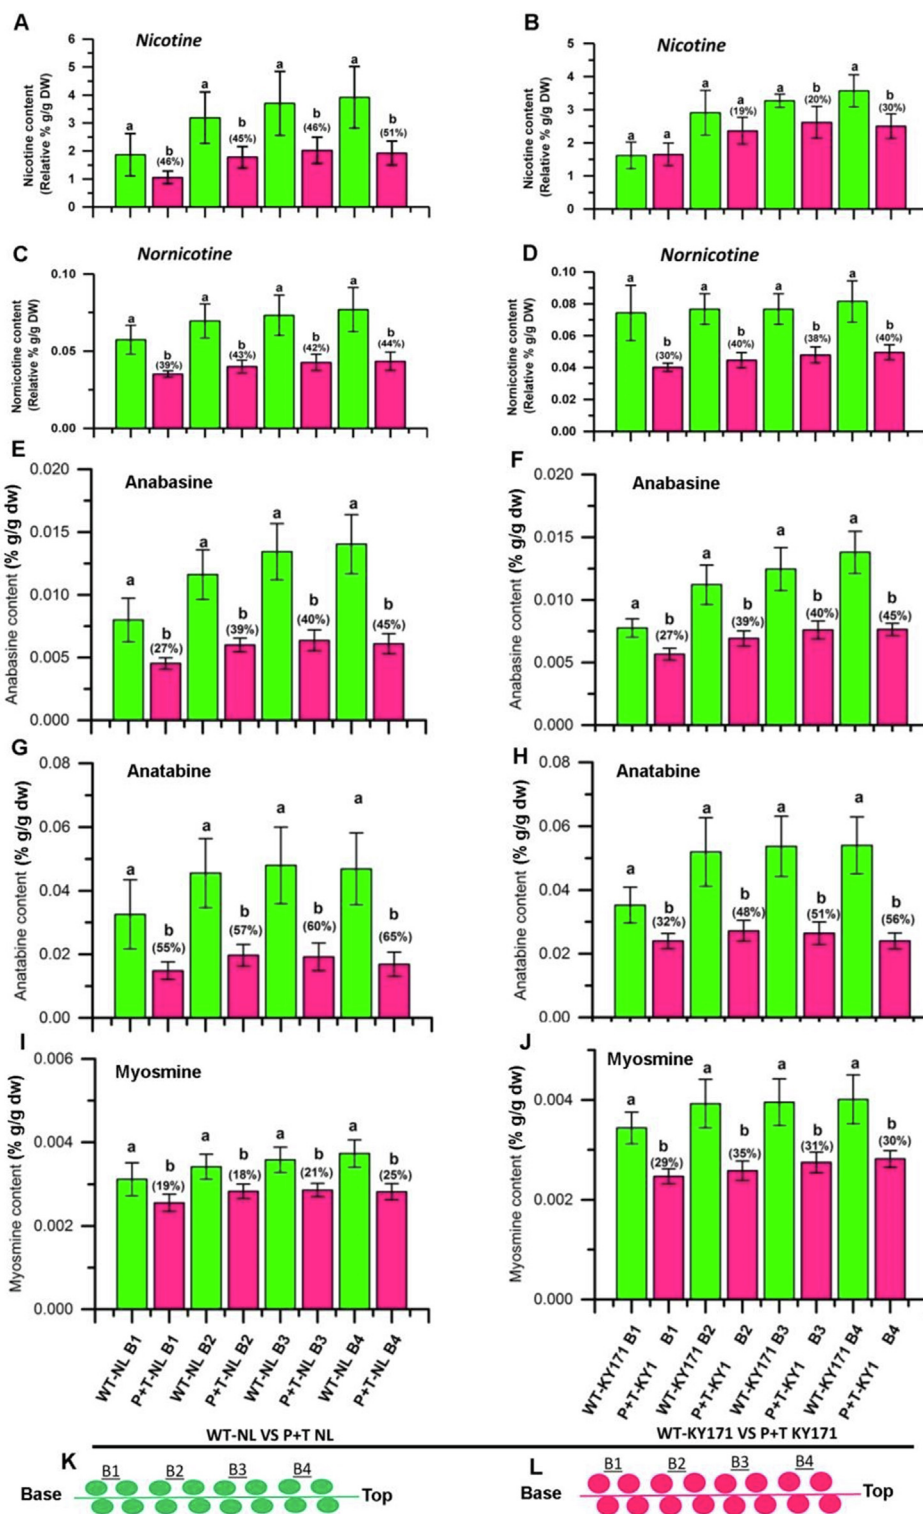 A
Nicotine
Nicotine content
(Relative % g/g DW)
6
5
4
3
2
1
0
a
b
(46%)
a
b
(45%)
a
b
(46%)
a
b
(51%)
B
Nicotine
Nicotine content
(Relative % g/g DW)
5
4
3
2
1
0
a
a
a
b
(19%)
a
b
(20%)
a
b
(30%)
C
Nornicotine
Nornicotine content
(Relative % g/g DW)
0.10
0.05
0.00
a
b
(39%)
a
b
(43%)
a
b
(42%)
a
b
(44%)
D
Nornicotine
Nornicotine content
(Relative % g/g DW)
0.10
0.08
0.06
0.04
0.02
0.00
a
b
(30%)
a
b
(40%)
a
b
(38%)
a
b
(40%)
E
Anabasine
Anabasine content (% g/g dw)
0.020
0.015
0.010
0.005
0.000
a
b
(27%)
a
b
(39%)
a
b
(40%)
a
b
(45%)
F
Anabasine
Anabasine content (% g/g dw)
0.020
0.015
0.010
0.005
0.000
a
b
(27%)
a
b
(39%)
a
b
(40%)
a
b
(45%)
G
Anatabine
Anatabine content (% g/g dw)
0.08
0.06
0.04
0.02
0.00
a
b
(55%)
a
b
(57%)
a
b
(60%)
a
b
(65%)
H
Anatabine
Anatabine content (% g/g dw)
0.08
0.06
0.04
0.02
0.00
a
b
(32%)
a
b
(48%)
a
b
(51%)
a
b
(56%)
I
Myosmine
Myosmine content (% g/g dw)
0.006
0.004
0.002
0.000
a
b
(19%)
a
b
(18%)
a
b
(21%)
a
b
(25%)
WT-NL B1
P+T-NL B1
WT-NL B2
P+T-NL B2
WT-NL B3
P+T-NL B3
WT-NL B4
P+T-NL B4
J
Myosmine
Myosmine content (% g/g dw)
0.004
0.002
0.000
a
b
(29%)
a
b
(35%)
a
b
(31%)
a
b
(30%)
WT-KY171 B1
P+T-KY1 B1
WT-KY171 B2
P+T-KY1 B2
WT-KY171 B3
P+T-KY1 B3
WT-KY171 B4
P+T-KY1 B4
WT-NL VS P+T NL
WT-KY171 VS P+T KY171
K
B1 B2 B3 B4
Base Top
L
B1 B2 B3 B4
Base Top